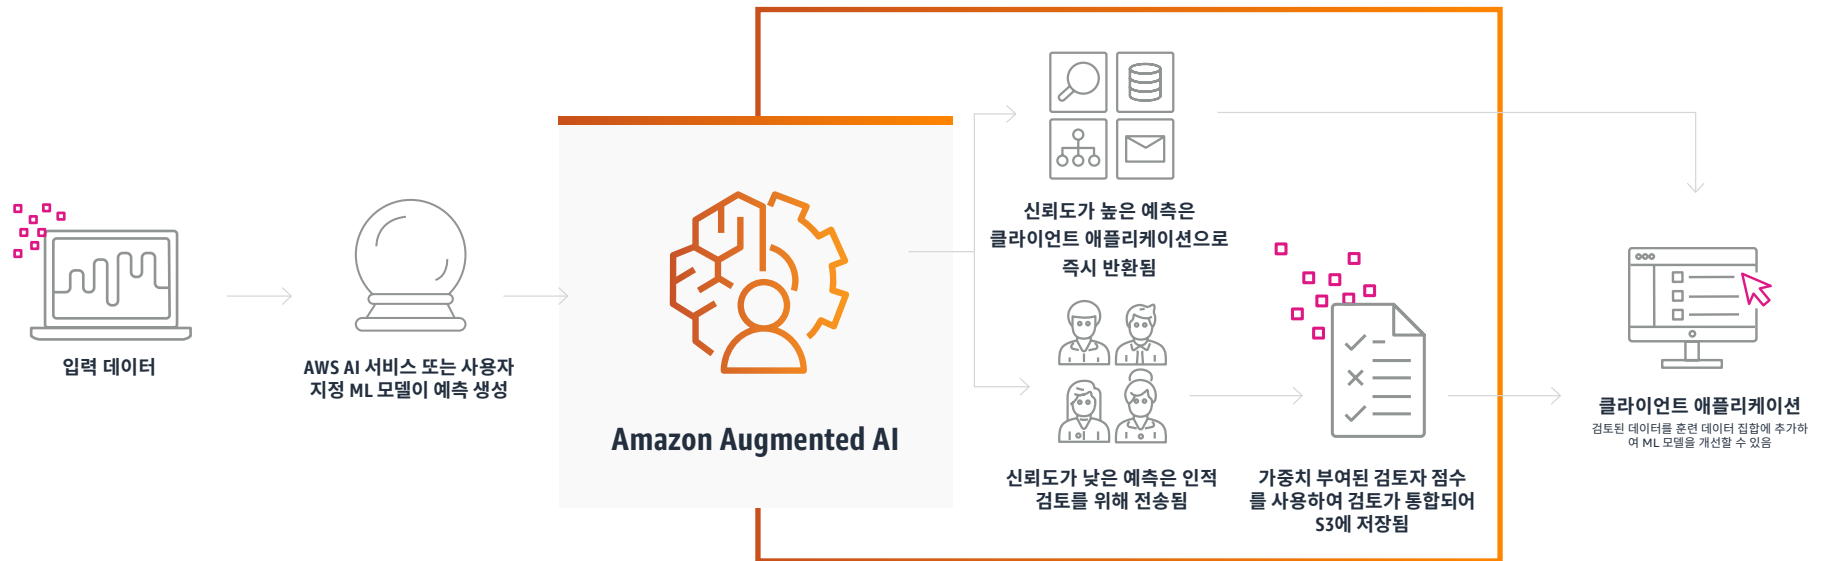 입력 데이터
AWS AI 서비스 또는 사용자
지정 ML 모델이 예측 생성
Amazon Augmented AI
신뢰도가 높은 예측은
클라이언트 애플리케이션으로
즉시 반환됨
신뢰도가 낮은 예측은 인적
검토를 위해 전송됨
가중치 부여된 검토자 점수
를 사용하여 검토가 통합되어
S3에 저장됨
클라이언트 애플리케이션
검토된 데이터를 훈련 데이터 집합에 추가하
여 ML 모델을 개선할 수 있음